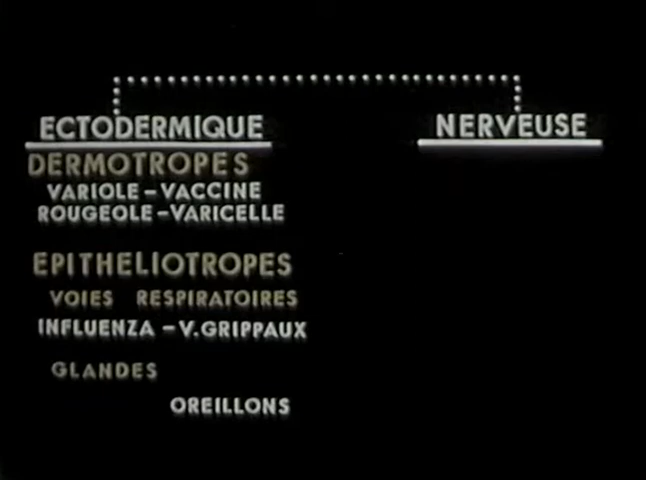 ECTODERMIQUE
NERVEUSE
DERMOTROPES
VARIOLE – VACCINE
ROUGEOLE – VARICELLE
EPITHELIOTROPES
VOIES RESPIRATOIRES
INFLUENZA – V. GRIPPAUX
GLANDES
OREILLONS